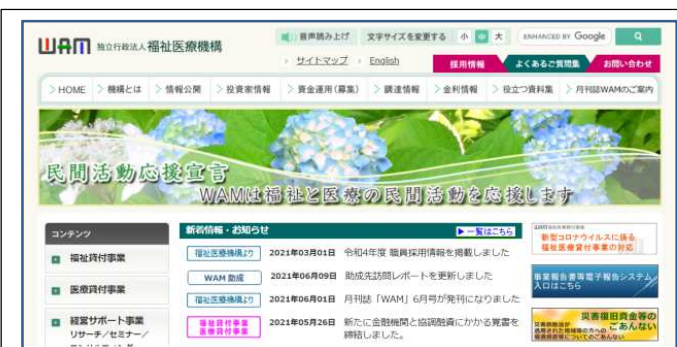 WAM 独立行政法人 福祉医療機構
音声読み上げ 文字サイズを変更する 小 中 大 ENHANCED BY Google
サイトマップ English 採用情報 よくあるご質問集 お問い合わせ
HOME 機構とは 情報公開 投資家情報 資金運用(募集) 調達情報 金利情報 役立つ資料集 月刊誌WAMのご案内
民間活動応援宣言
WAMは福祉と医療の民間活動を応援します
コンテンツ
福祉貸付事業
医療貸付事業
経営サポート事業
リサーチ/セミナー/
新着情報・お知らせ 一覧はこちら
福祉医療機構より 2021年03月01日 令和4年度 職員採用情報を掲載しました
WAM 助成 2021年06月09日 助成先訪問レポートを更新しました
福祉医療機構より 2021年06月01日 月刊誌「WAM」6月号が発刊になりました
福祉貸付事業
医療貸付事業 2021年05月26日 新たに金融機関と協調融資にかかる覚書を
締結しました。
新型コロナウイルスに係る
福祉医療貸付事業の対応
事業報告書等電子報告システム
入口はこちら
災害復旧資金等の
ごあんない
災害救助法が
適用された地域等の方への